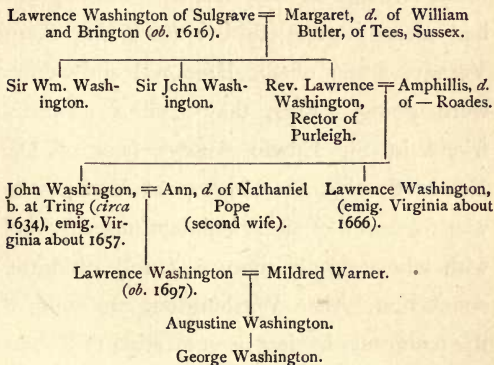 Lawrence Washington of Sulgrave = Margaret, d. of William
and Brington (ob. 1616). Butler, of Tees, Sussex.
Sir Wm. Wash- Sir John Wash- Rev. Lawrence = Amphillis, d.
ington. ington. Washington, of — Roades.
Rector of
Purleigh.
John Washington, = Ann, d. of Nathaniel Lawrence Washington,
b. at Tring (circa Pope (emig. Virginia about
1634), emig. Vir- (second wife). 1666).
ginia about 1657.
Lawrence Washington = Mildred Warner.
(ob. 1697).
Augustine Washington.
George Washington.